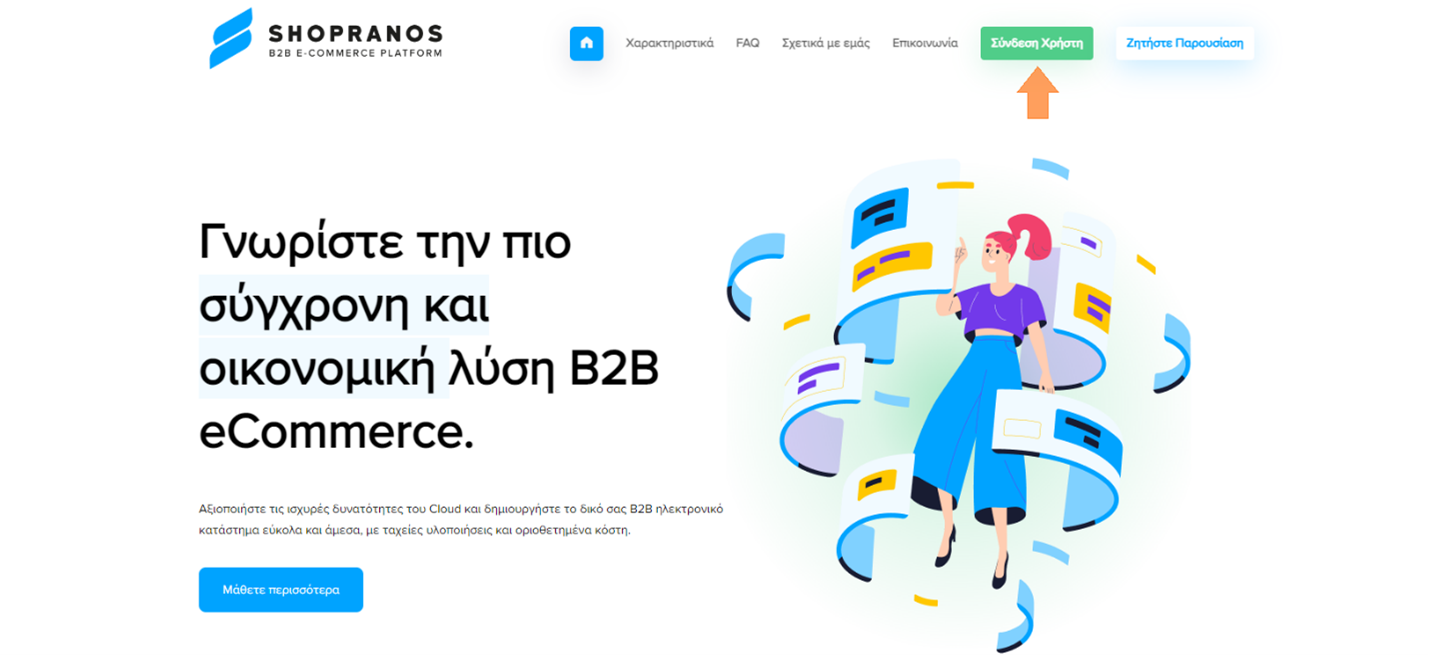 SHOPRANOS
B2B E-COMMERCE PLATFORM
Χαρακτηριστικά FAQ Σχετικά με εμάς Επικοινωνία Σύνδεση Χρήστη Ζητήστε Παρουσίαση
Γνωρίστε την πιο
σύγχρονη και
οικονομική λύση B2B
eCommerce.
Αξιοποιήστε τις ισχυρές δυνατότητες του Cloud και δημιουργήστε το δικό σας B2B ηλεκτρονικό
κατάστημα εύκολα και άμεσα, με ταχείες υλοποιήσεις και οριοθετημένα κόστη.
Μάθετε περισσότερα